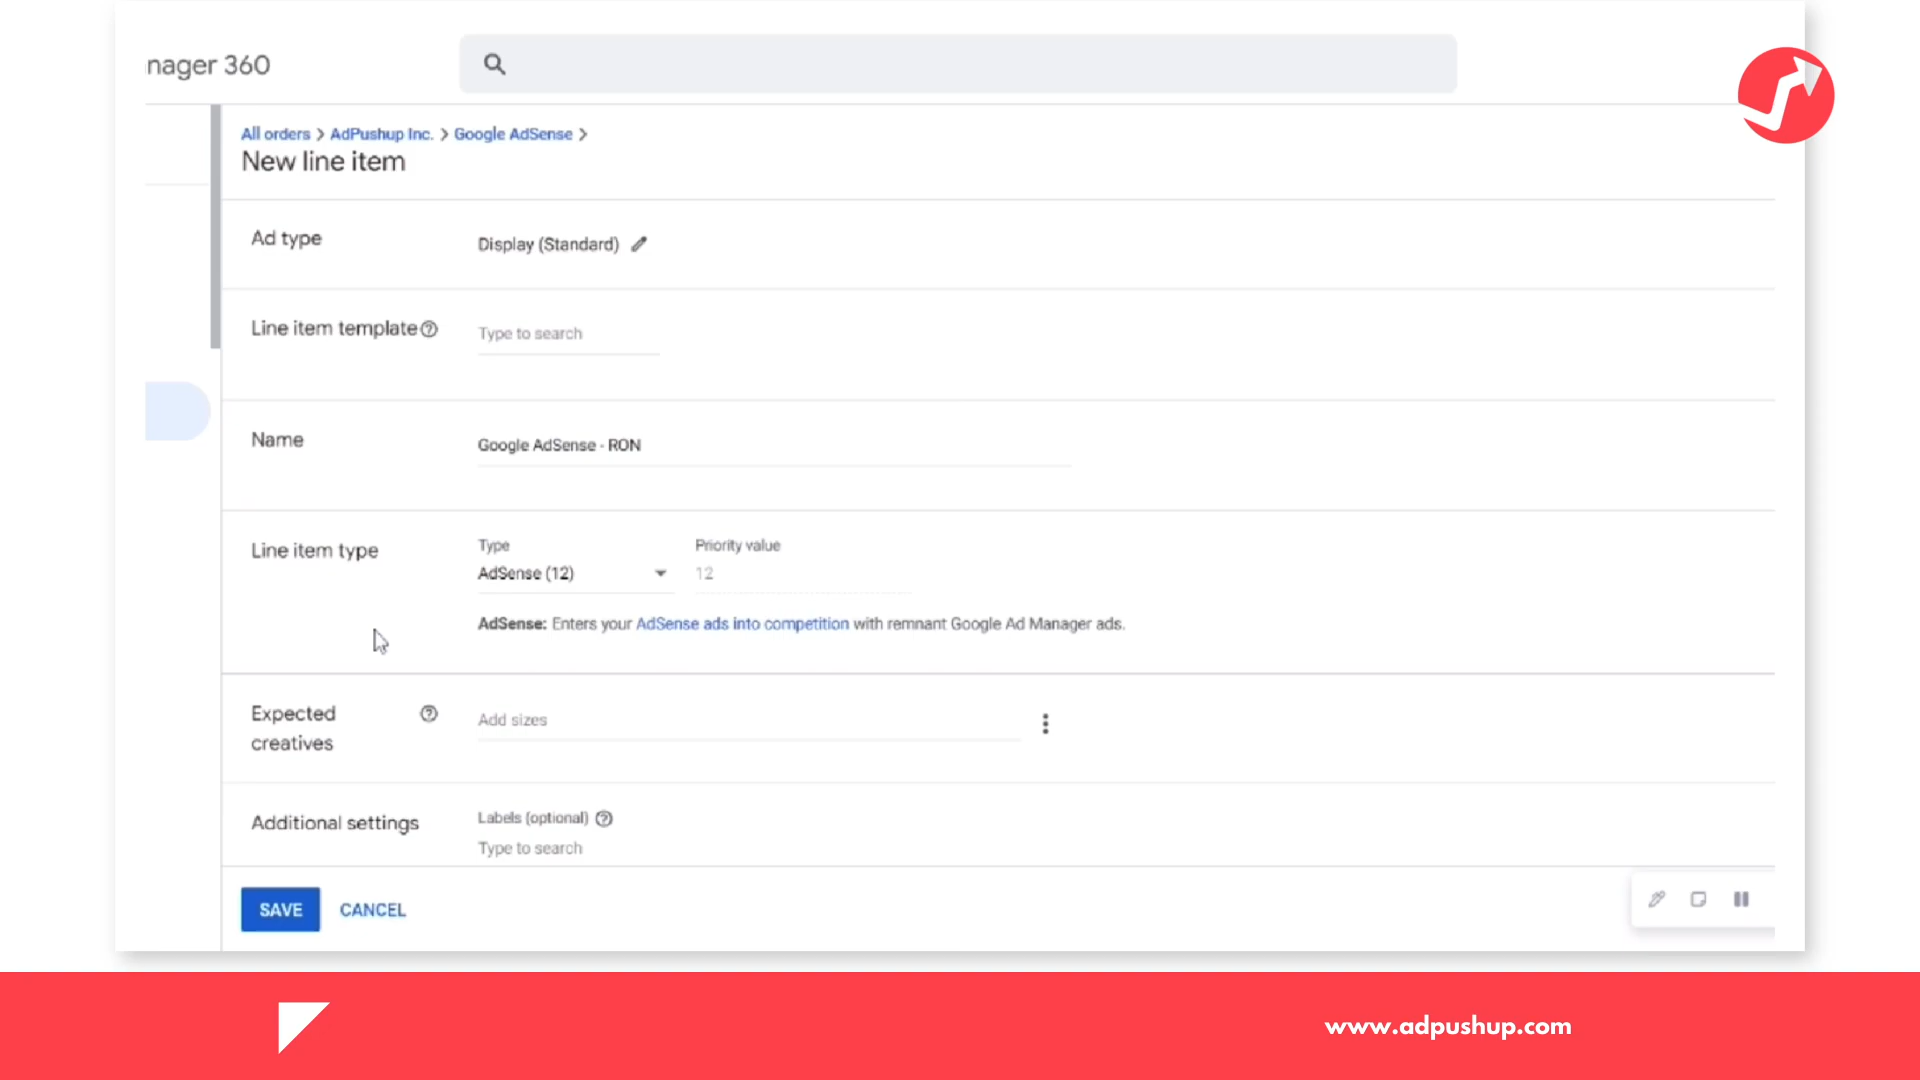 nager 360
All orders > AdPushup Inc. > Google AdSense >
New line item
Ad type
Display (Standard)
Line item template
Type to search
Name
Google AdSense - RON
Line item type
Type
Priority value
AdSense (12)
12
AdSense: Enters your AdSense ads into competition with remnant Google Ad Manager ads.
Expected
creatives
Add sizes
Additional settings
Labels (optional)
Type to search
SAVE
CANCEL
www.adpushup.com